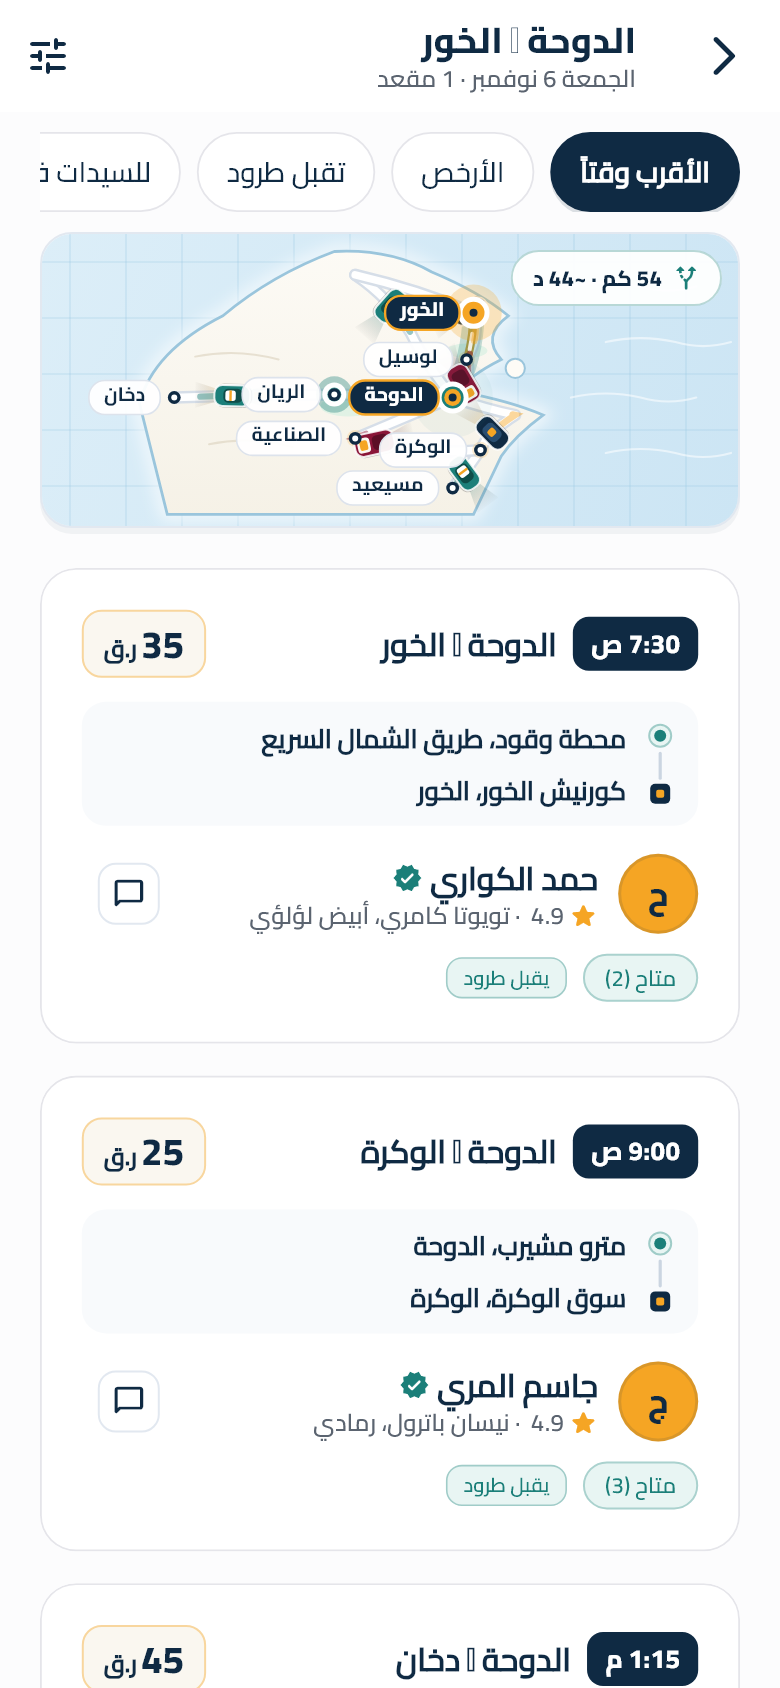 الدوحة ▯ الخور
الجمعة 6 نوفمبر · 1 مقعد
الأقرب وقتاً
الأرخص
تقبل طرود
للسيدات ف
54 كم · ~44 د
الخور
لوسيل
الدوحة
الريان
دخان
الصناعية
الوكرة
مسيعيد
7:30 ص
الدوحة ▯ الخور
35 ر.ق
محطة وقود، طريق الشمال السريع
كورنيش الخور، الخور
ح
حمد الكواري
4.9 · تويوتا كامري، أبيض لؤلؤي
متاح (2)
يقبل طرود
9:00 ص
الدوحة ▯ الوكرة
25 ر.ق
مترو مشيرب، الدوحة
سوق الوكرة، الوكرة
ج
جاسم المري
4.9 · نيسان باترول، رمادي
متاح (3)
يقبل طرود
1:15 م
الدوحة ▯ دخان
45 ر.ق